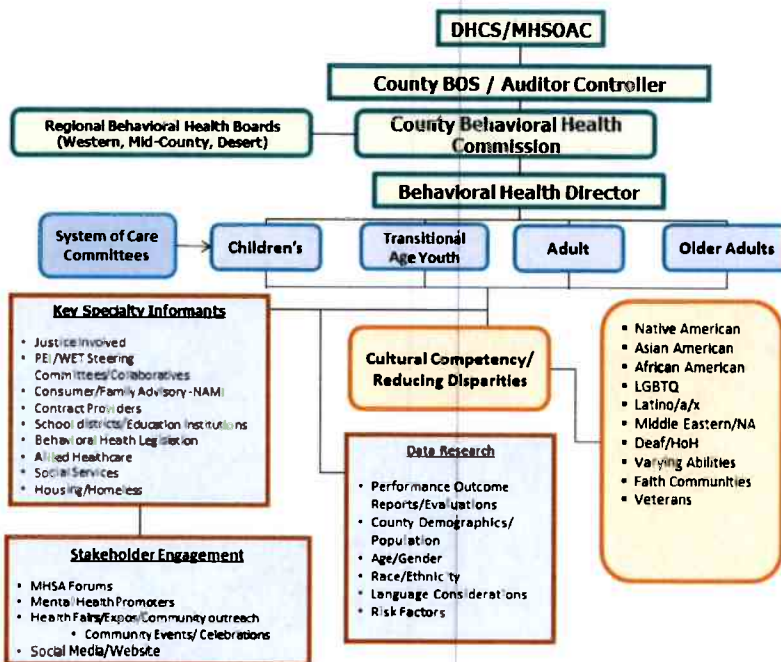 DHCS/MHSOAC
County BOS / Auditor Controller
Regional Behavioral Health Boards
(Western, Mid-County, Desert)
County Behavioral Health
Commission
Behavioral Health Director
System of Care
Committees
Children's
Transitional
Age Youth
Adult
Older Adults
Key Specialty Informants
• Justice Involved
• PEI/WET Steering
Committees/Collaboratives
• Consumer/Family Advisory -NAMI
• Contract Providers
• School districts/Education Institutions
• Behavioral Health Legislation
• Allied Healthcare
• Social Services
• Housing/Homeless
Cultural Competency/
Reducing Disparities
▪ Native American
▪ Asian American
▪ African American
▪ LGBTQ
▪ Latino/a/x
▪ Middle Eastern/NA
▪ Deaf/HoH
▪ Varying Abilities
▪ Faith Communities
▪ Veterans
Data Research
• Performance Outcome
Reports/Evaluations
• County Demographics/
Population
• Age/Gender
• Race/Ethnicity
• Language Considerations
• Risk Factors
Stakeholder Engagement
• MHSA Forums
• Mental Health Promoters
• Health Fairs/Expos/Community outreach
• Community Events/ Celebrations
• Social Media/Website